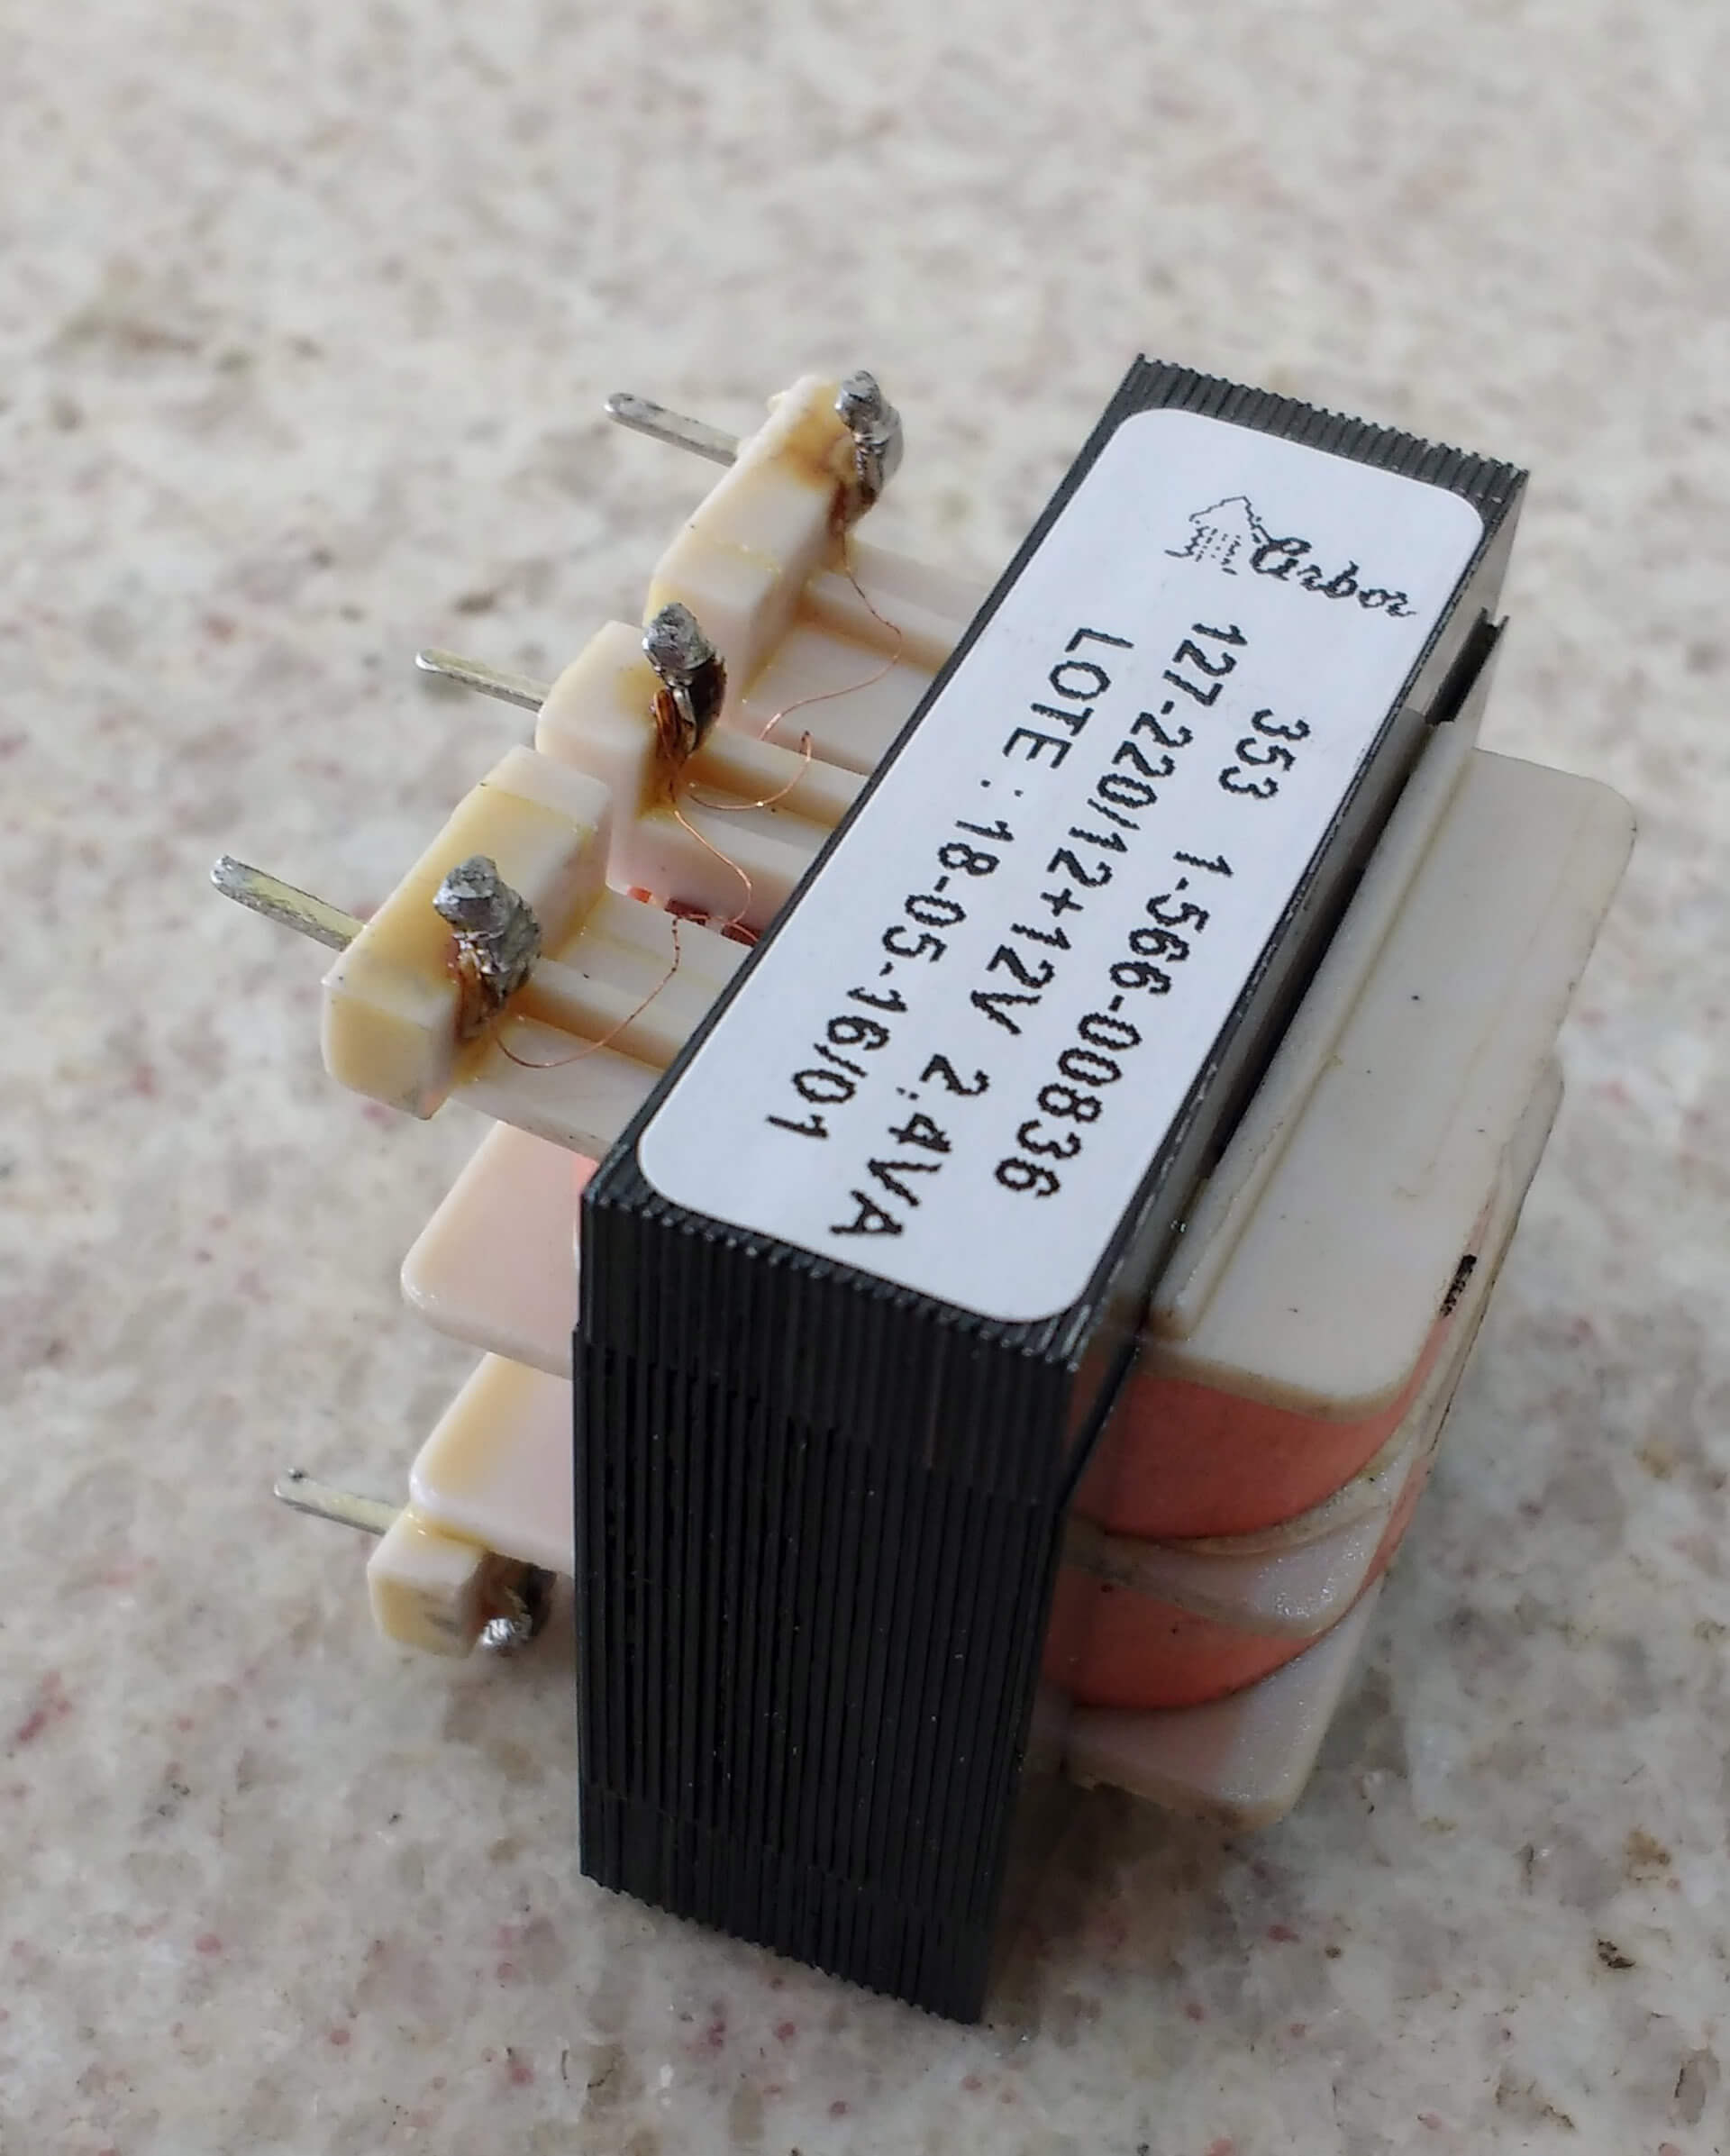 Arbor
353 1-566-00836
127-220/12+12V 2,4VA
LOTE : 18-05-16/01